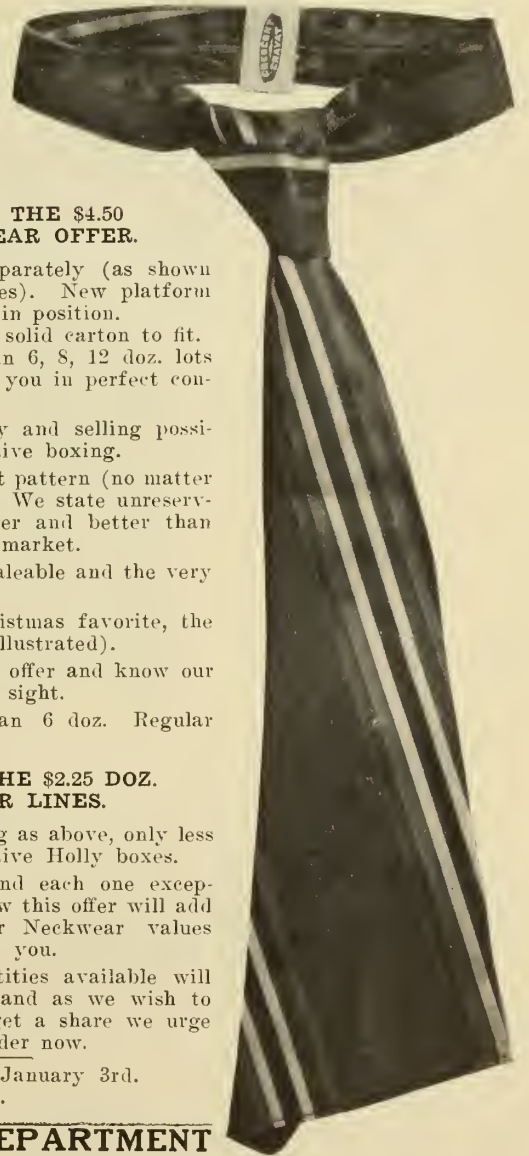 CRESCENT
CRAVAT
THE $4.50
EAR OFFER.
parately (as shown
es). New platform
in position.
solid carton to fit.
n 6, 8, 12 doz. lots
you in perfect con-
y and selling possi-
ive boxing.
t pattern (no matter
We state unreserv-
er and better than
market.
aleable and the very
istmas favorite, the
llustrated).
offer and know our
sight.
an 6 doz. Regular
HE $2.25 DOZ.
R LINES.
g as above, only less
tive Holly boxes.
nd each one excep-
w this offer will add
r Neckwear values
you.
tities available will
and as we wish to
get a share we urge
der now.
January 3rd.
EPARTMENT